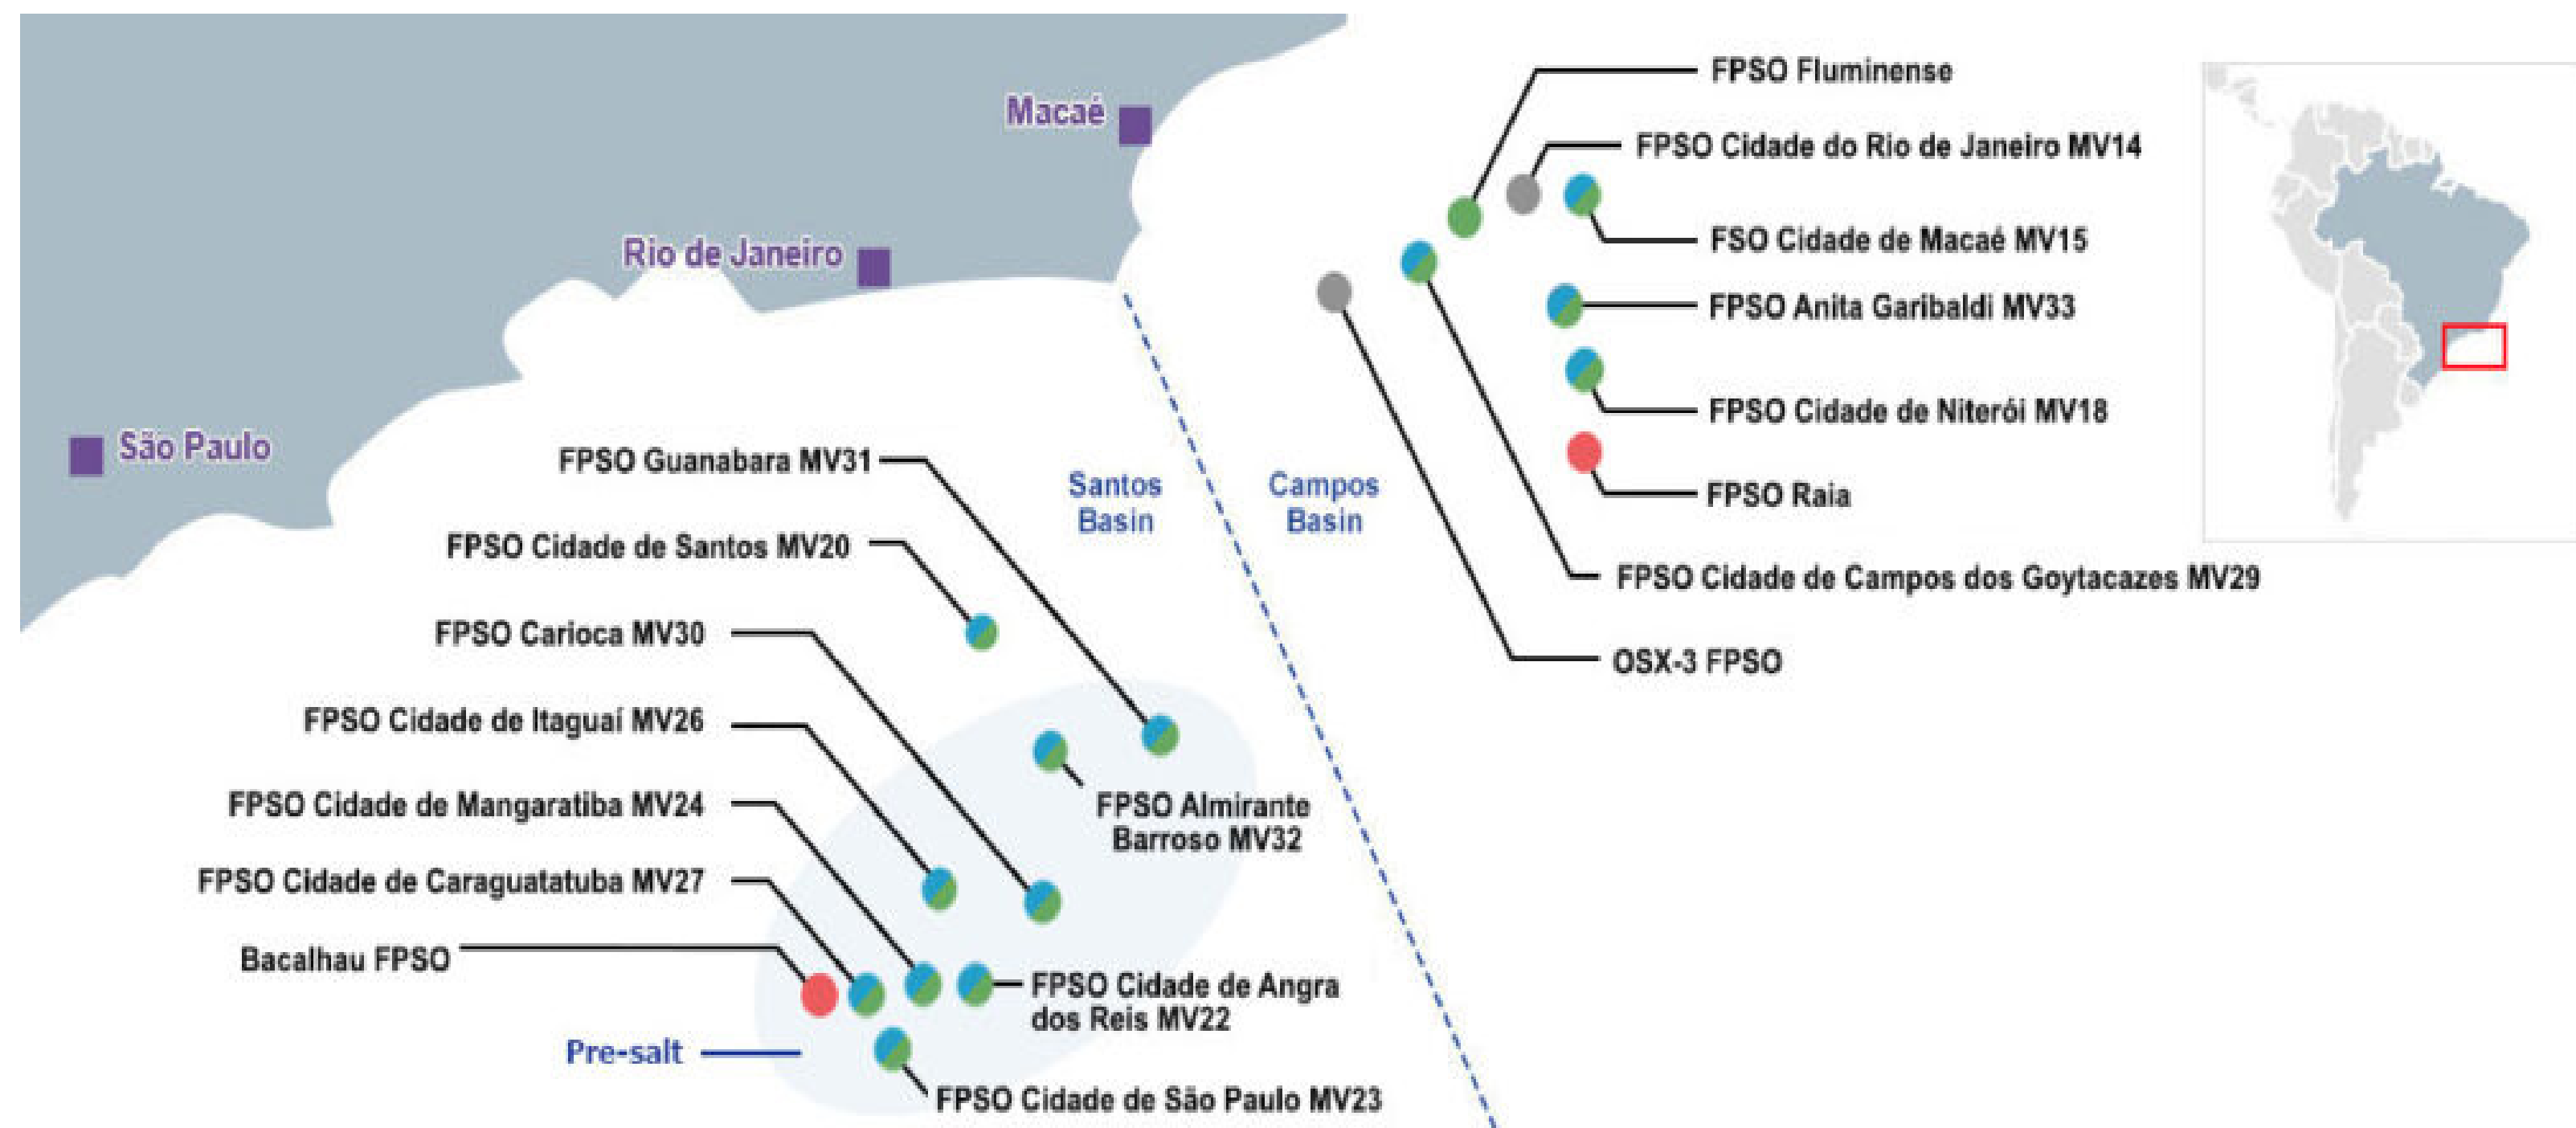 FPSO Fluminense
Macaé
FPSO Cidade do Rio de Janeiro MV14
FSO Cidade de Macaé MV15
Rio de Janeiro
FPSO Anita Garibaldi MV33
FPSO Cidade de Niterói MV18
São Paulo
FPSO Guanabara MV31
Santos
Basin
Campos
Basin
FPSO Raia
FPSO Cidade de Santos MV20
FPSO Cidade de Campos dos Goytacazes MV29
FPSO Carioca MV30
OSX-3 FPSO
FPSO Cidade de Itaguaí MV26
FPSO Cidade de Mangaratiba MV24
FPSO Almirante
Barroso MV32
FPSO Cidade de Caraguatatuba MV27
Bacalhau FPSO
FPSO Cidade de Angra
dos Reis MV22
Pre-salt
FPSO Cidade de São Paulo MV23